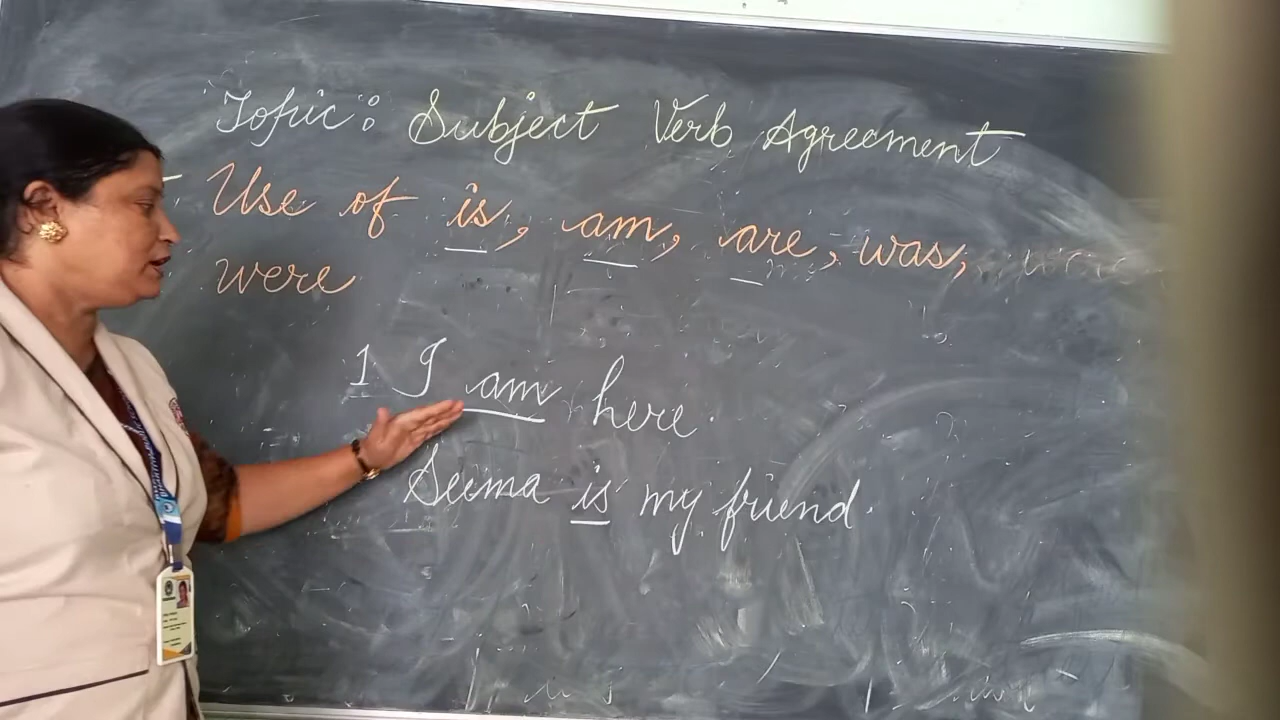 Topic: Subject Verb Agreement
Use of is, am, are, was,
were
1 I am here.
Seema is my friend.